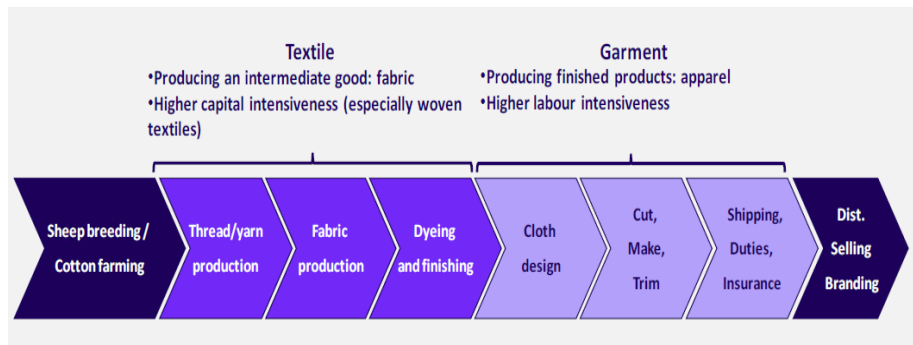 Textile
•Producing an intermediate good: fabric
•Higher capital intensiveness (especially woven
textiles)
Garment
•Producing finished products: apparel
•Higher labour intensiveness
Sheep breeding /
Cotton farming
Thread/yarn
production
Fabric
production
Dyeing
and finishing
Cloth
design
Cut,
Make,
Trim
Shipping,
Duties,
Insurance
Dist.
Selling
Branding